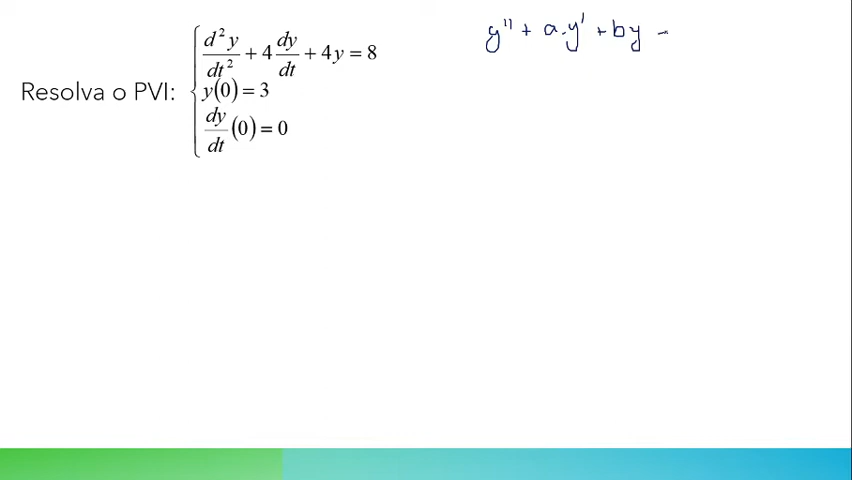 d²y/dt² + 4 dy/dt + 4y = 8
Resolva o PVI: y(0) = 3
dy/dt (0) = 0
y'' + a.y' + by =